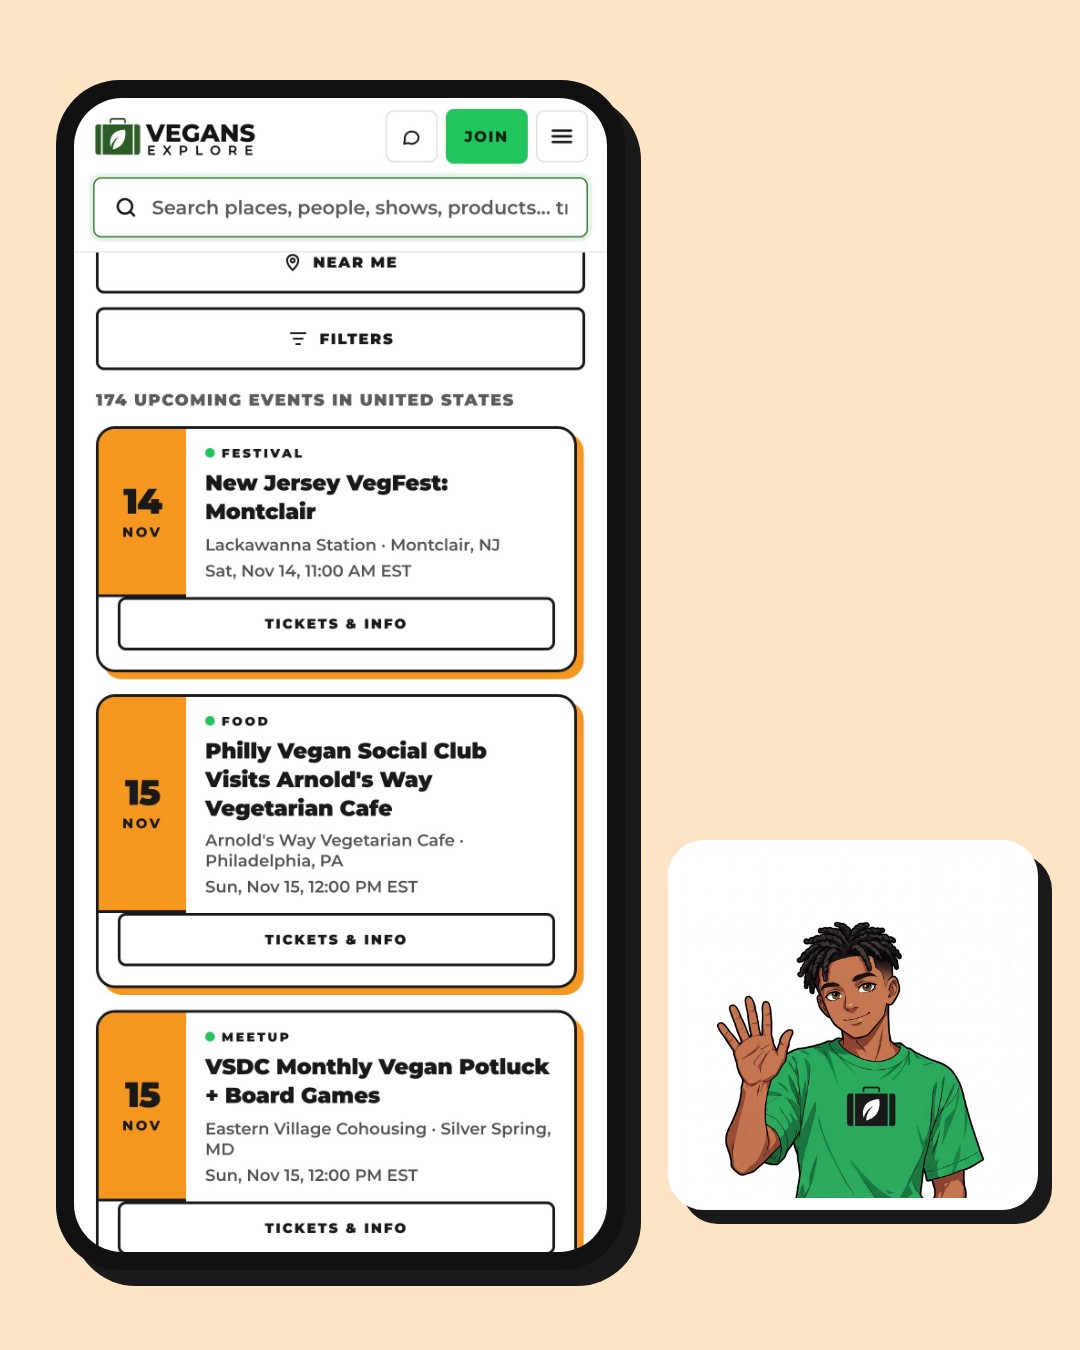 VEGANS
EXPLORE
JOIN
Search places, people, shows, products...
NEAR ME
FILTERS
174 UPCOMING EVENTS IN UNITED STATES
14
NOV
FESTIVAL
New Jersey VegFest:
Montclair
Lackawanna Station · Montclair, NJ
Sat, Nov 14, 11:00 AM EST
TICKETS & INFO
15
NOV
FOOD
Philly Vegan Social Club
Visits Arnold's Way
Vegetarian Cafe
Arnold's Way Vegetarian Cafe ·
Philadelphia, PA
Sun, Nov 15, 12:00 PM EST
TICKETS & INFO
15
NOV
MEETUP
VSDC Monthly Vegan Potluck
+ Board Games
Eastern Village Cohousing · Silver Spring,
MD
Sun, Nov 15, 12:00 PM EST
TICKETS & INFO